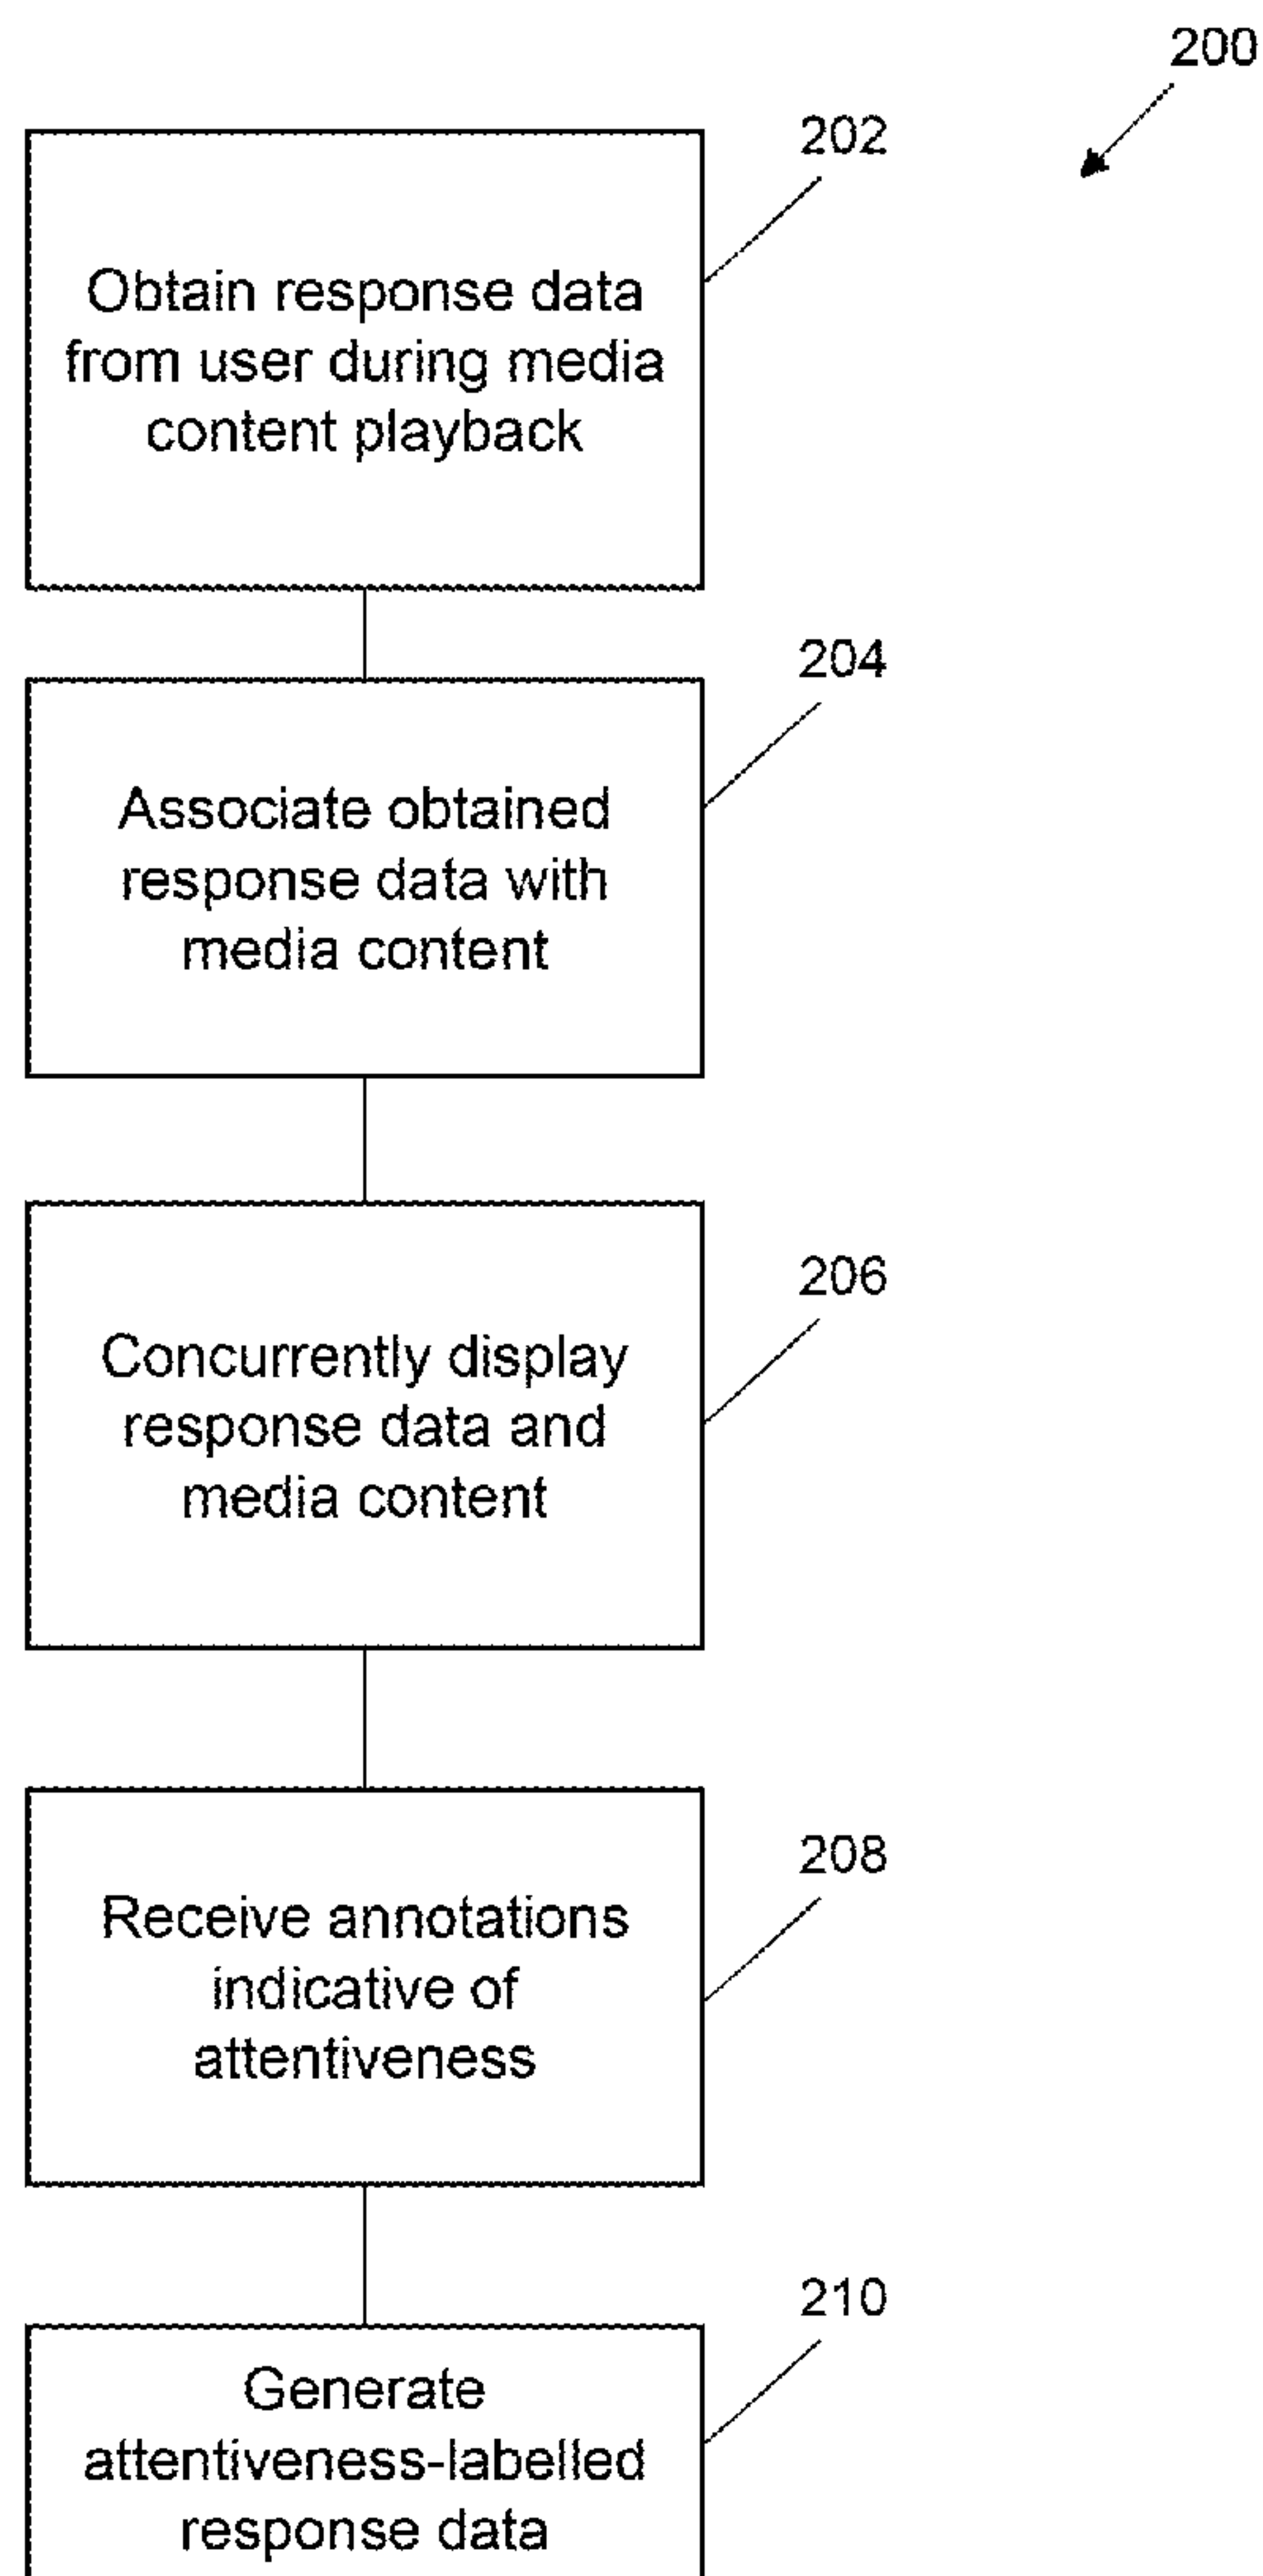 200
202
Obtain response data
from user during media
content playback
204
Associate obtained
response data with
media content
206
Concurrently display
response data and
media content
208
Receive annotations
indicative of
attentiveness
210
Generate
attentiveness-labelled
response data